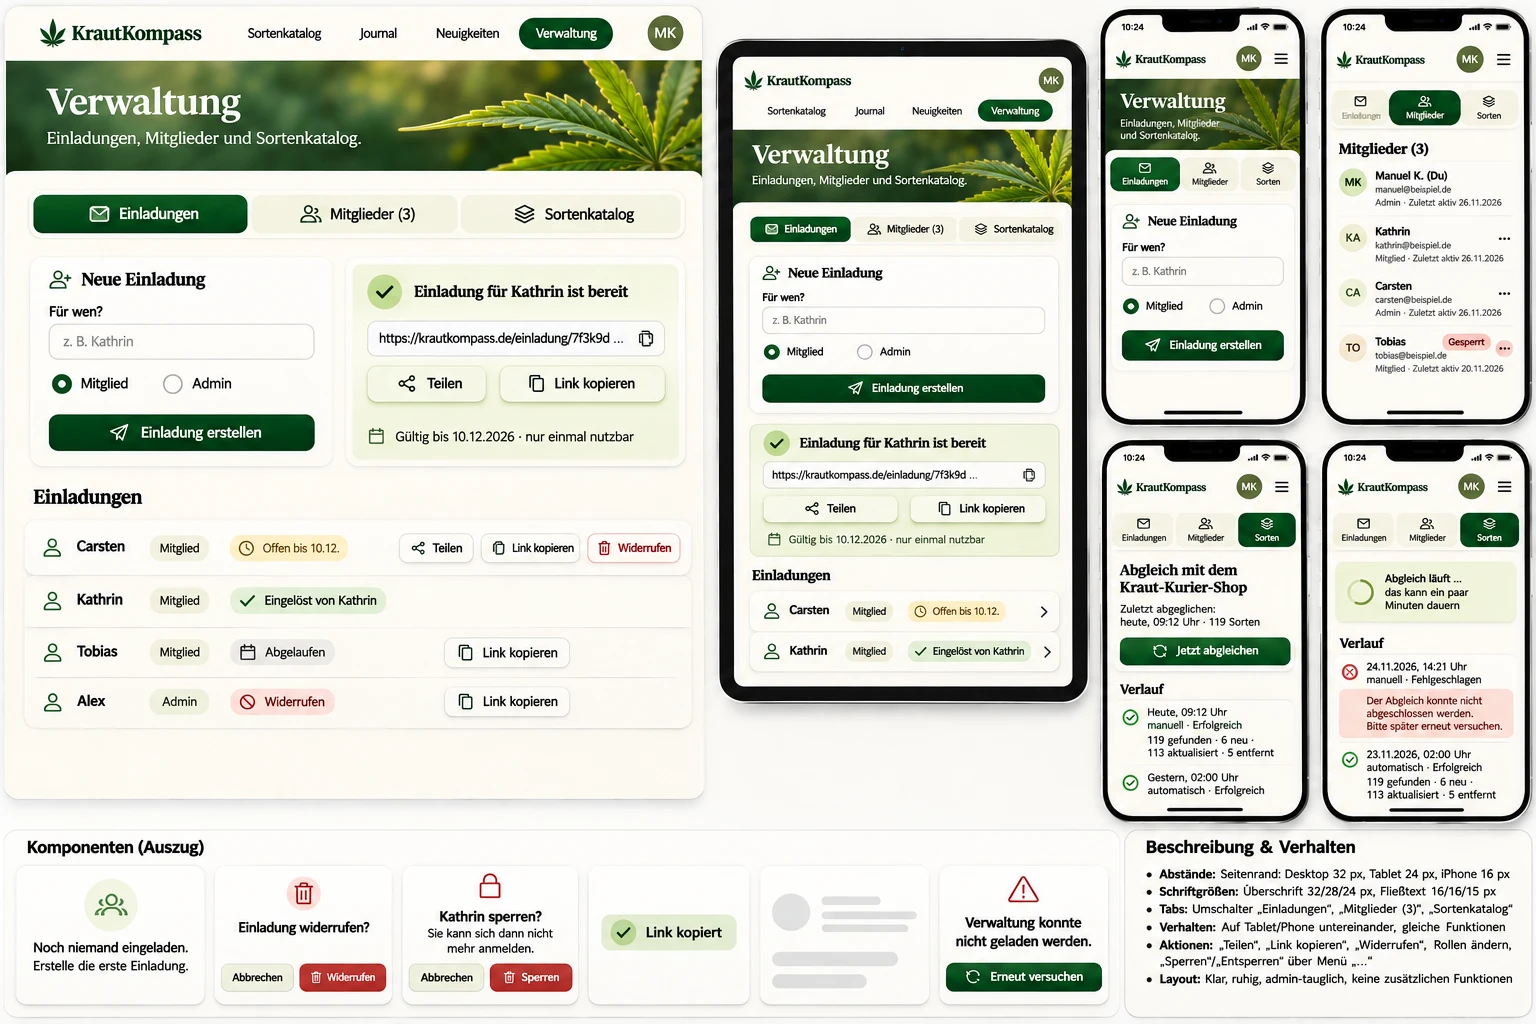 KrautKompass
Sortenkatalog
Journal
Neuigkeiten
Verwaltung
MK
Verwaltung
Einladungen, Mitglieder und Sortenkatalog.
Einladungen
Mitglieder (3)
Sortenkatalog
Neue Einladung
Für wen?
z. B. Kathrin
Mitglied
Admin
Einladung erstellen
Einladung für Kathrin ist bereit
https://krautkompass.de/einladung/7f3k9d ...
Teilen
Link kopieren
Gültig bis 10.12.2026 · nur einmal nutzbar
Einladungen
Carsten
Mitglied
Offen bis 10.12.
Teilen
Link kopieren
Widerrufen
Kathrin
Mitglied
Eingelöst von Kathrin
Tobias
Mitglied
Abgelaufen
Link kopieren
Alex
Admin
Widerrufen
Link kopieren
KrautKompass
MK
Sortenkatalog
Journal
Neuigkeiten
Verwaltung
Verwaltung
Einladungen, Mitglieder und Sortenkatalog.
Einladungen
Mitglieder (3)
Sortenkatalog
Neue Einladung
Für wen?
z. B. Kathrin
Mitglied
Admin
Einladung erstellen
Einladung für Kathrin ist bereit
https://krautkompass.de/einladung/7f3k9d ...
Teilen
Link kopieren
Gültig bis 10.12.2026 · nur einmal nutzbar
Einladungen
Carsten
Mitglied
Offen bis 10.12.
Kathrin
Mitglied
Eingelöst von Kathrin
10:24
KrautKompass
MK
Verwaltung
Einladungen, Mitglieder
und Sortenkatalog.
Einladungen
Mitglieder
Sorten
Neue Einladung
Für wen?
z. B. Kathrin
Mitglied
Admin
Einladung erstellen
10:24
KrautKompass
MK
Einladungen
Mitglieder
Sorten
Mitglieder (3)
MK
Manuel K. (Du)
manuel@beispiel.de
Admin · Zuletzt aktiv 26.11.2026
KA
Kathrin
kathrin@beispiel.de
Mitglied · Zuletzt aktiv 26.11.2026
CA
Carsten
carsten@beispiel.de
Admin · Zuletzt aktiv 26.11.2026
TO
Tobias
Gesperrt
tobias@beispiel.de
Mitglied · Zuletzt aktiv 20.11.2026
10:24
KrautKompass
MK
Einladungen
Mitglieder
Sorten
Abgleich mit dem
Kraut-Kurier-Shop
Zuletzt abgeglichen:
heute, 09:12 Uhr · 119 Sorten
Jetzt abgleichen
Verlauf
Heute, 09:12 Uhr
manuell · Erfolgreich
119 gefunden · 6 neu ·
113 aktualisiert · 5 entfernt
Gestern, 02:00 Uhr
automatisch · Erfolgreich
10:24
KrautKompass
MK
Einladungen
Mitglieder
Sorten
Abgleich läuft ...
das kann ein paar
Minuten dauern
Verlauf
24.11.2026, 14:21 Uhr
manuell · Fehlgeschlagen
Der Abgleich konnte nicht
abgeschlossen werden.
Bitte später erneut versuchen.
23.11.2026, 02:00 Uhr
automatisch · Erfolgreich
119 gefunden · 6 neu ·
113 aktualisiert · 5 entfernt
Komponenten (Auszug)
Noch niemand eingeladen.
Erstelle die erste Einladung.
Einladung widerrufen?
Abbrechen
Widerrufen
Kathrin sperren?
Sie kann sich dann nicht
mehr anmelden.
Abbrechen
Sperren
Link kopiert
Verwaltung konnte
nicht geladen werden.
Erneut versuchen
Beschreibung & Verhalten
• Abstände: Seitenrand: Desktop 32 px, Tablet 24 px, iPhone 16 px
• Schriftgrößen: Überschrift 32/28/24 px, Fließtext 16/16/15 px
• Tabs: Umschalter „Einladungen“, „Mitglieder (3)“, „Sortenkatalog“
• Verhalten: Auf Tablet/Phone untereinander, gleiche Funktionen
• Aktionen: „Teilen“, „Link kopieren“, „Widerrufen“, Rollen ändern,
„Sperren“/„Entsperren“ über Menü „...“
• Layout: Klar, ruhig, admin-tauglich, keine zusätzlichen Funktionen